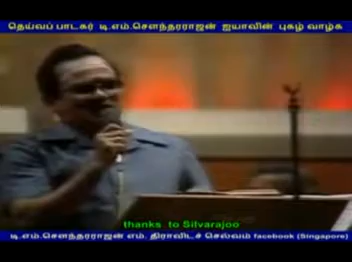 தெய்வப் பாடகர் டி.எம்.சௌந்தரராஜன் ஐயாவின் புகழ் வாழ்க
thanks to Silvarajoo
டி.எம்.சௌந்தரராஜன் எம். திராவிடச் செல்வம் facebook (Singapore)